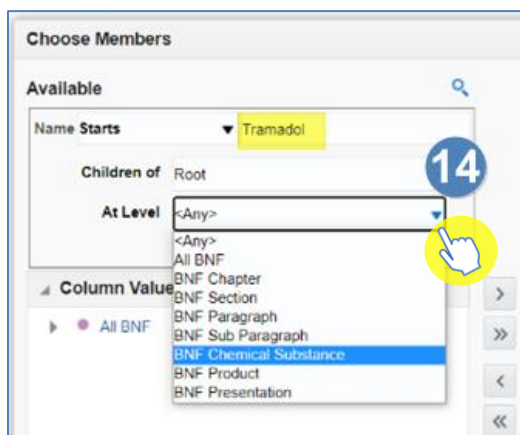 Choose Members
Available
Name Starts Tramadol
Children of Root
14
At Level <Any>
<Any>
All BNF
BNF Chapter
Column Value
BNF Section
BNF Paragraph
All BNF
BNF Sub Paragraph
BNF Chemical Substance
BNF Product
BNF Presentation